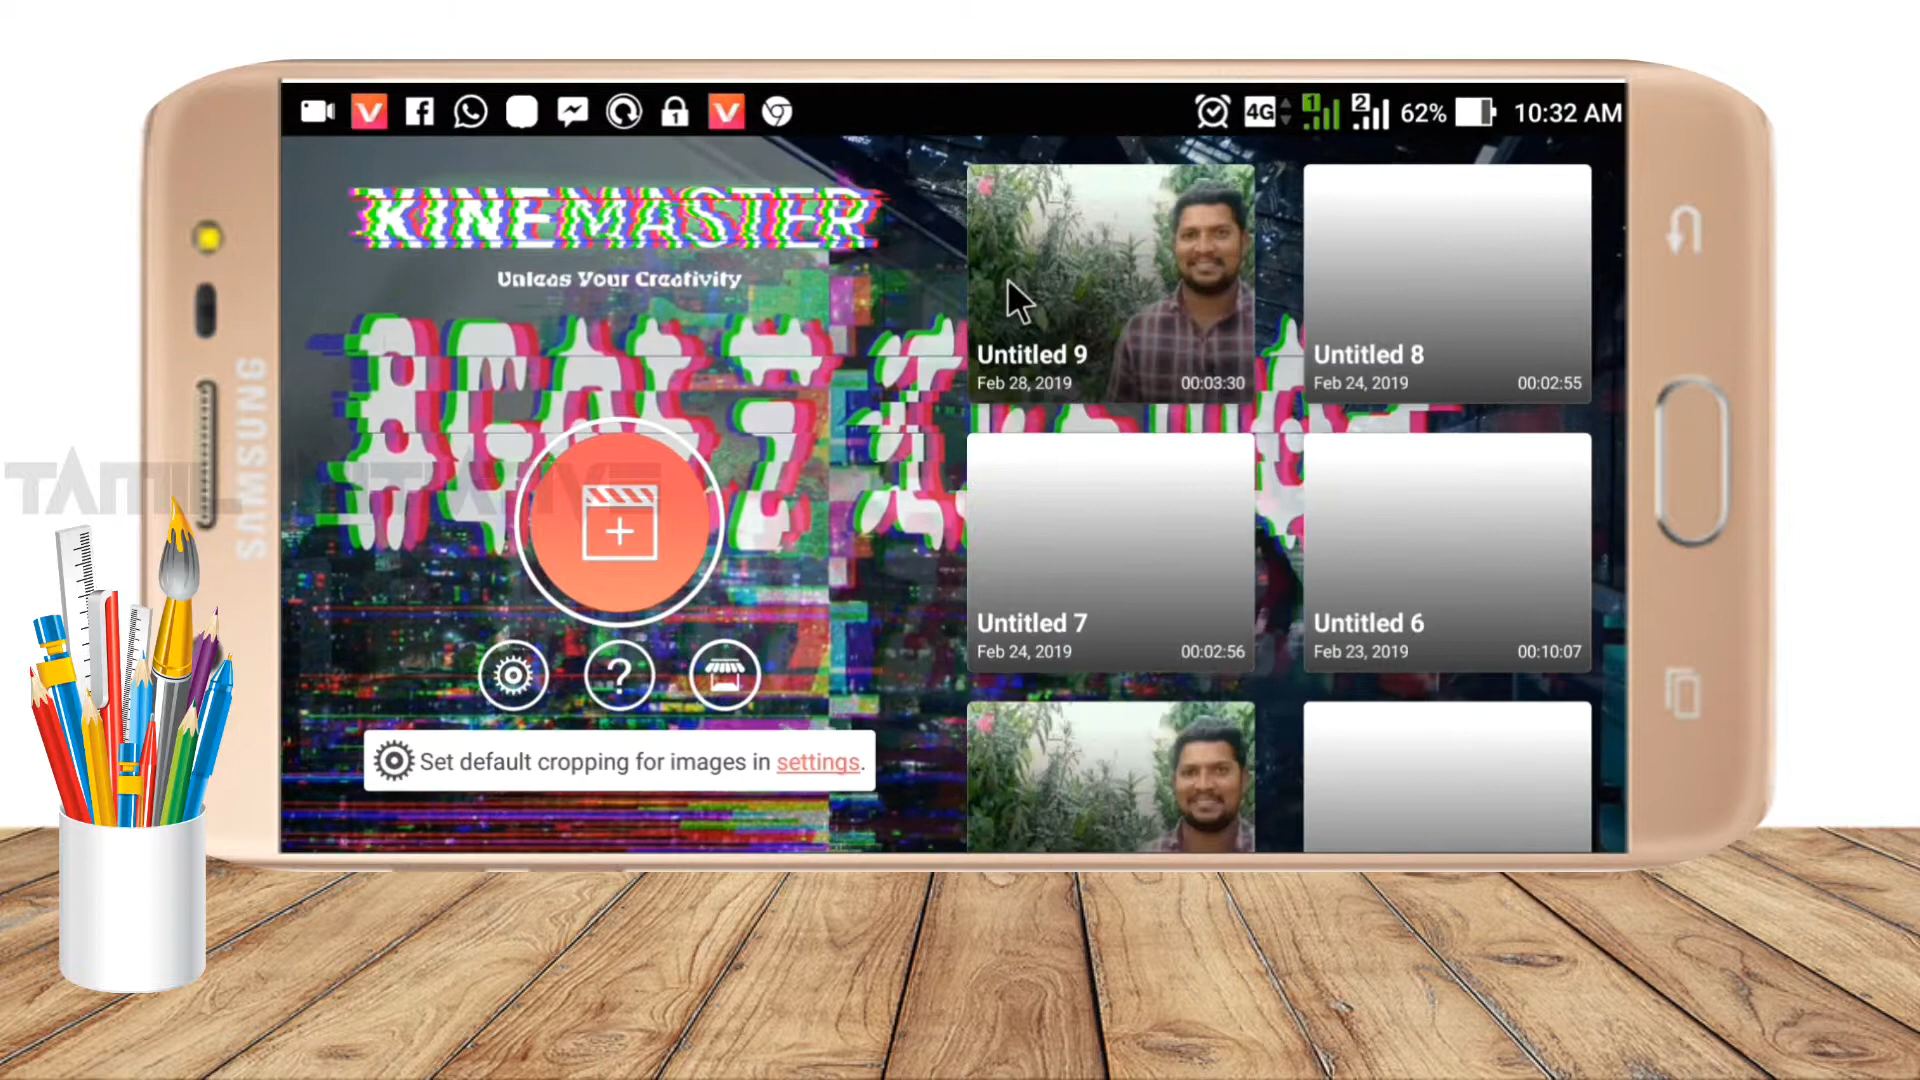 62% 10:32 AM
4G
1
2
KINEMASTER
Unleas Your Creativity
SAMSUNG
Set default cropping for images in settings.
Untitled 9
Feb 28, 2019 00:03:30
Untitled 8
Feb 24, 2019 00:02:55
Untitled 7
Feb 24, 2019 00:02:56
Untitled 6
Feb 23, 2019 00:10:07